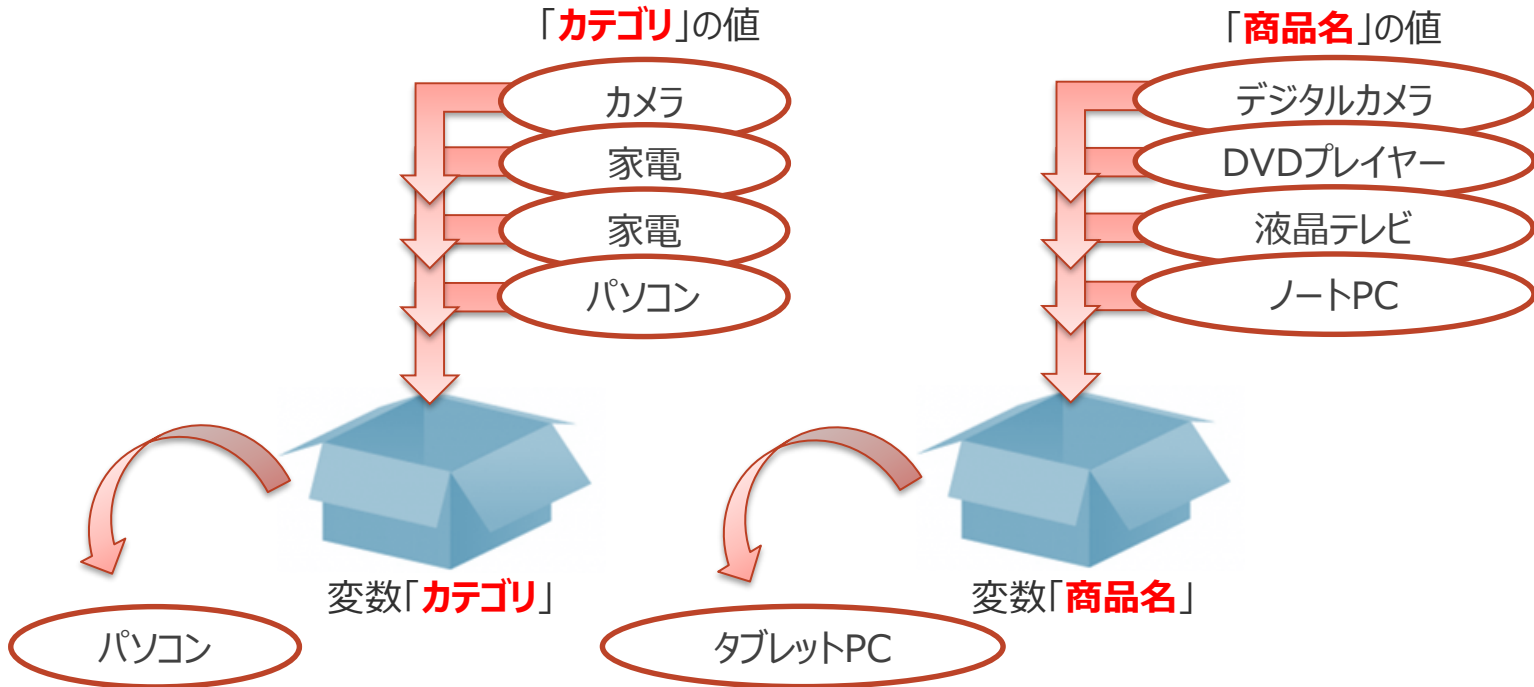 「カテゴリ」の値
カメラ
家電
家電
パソコン
「商品名」の値
デジタルカメラ
DVDプレイヤー
液晶テレビ
ノートPC
変数「カテゴリ」
パソコン
変数「商品名」
タブレットPC